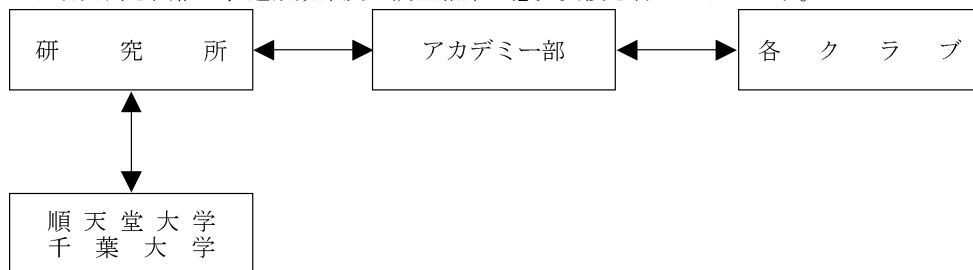 研究所
アカデミー部
各クラブ
順天堂大学
千葉大学